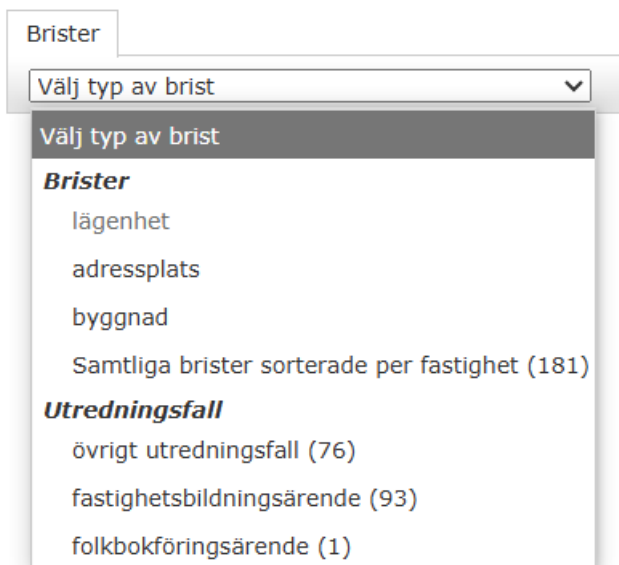 Brister
Välj typ av brist
Välj typ av brist
Brister
lägenhet
adressplats
byggnad
Samtliga brister sorterade per fastighet (181)
Utredningsfall
övrigt utredningsfall (76)
fastighetsbildningsärende (93)
folkbokföringsärende (1)